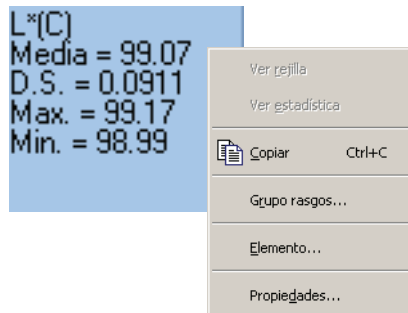 L*(C)
Media = 99.07
D.S. = 0.0911
Max. = 99.17
Min. = 98.99
Ver rejilla
Ver estadística
Copiar Ctrl+C
Grupo rasgos...
Elemento...
Propiedades...